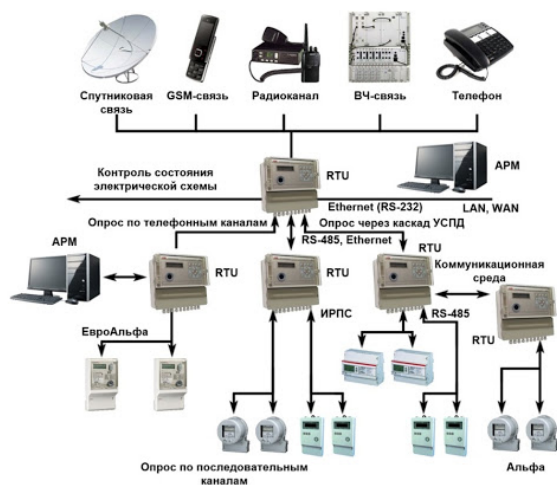 Спутниковая
связь
GSM-связь
Радиоканал
ВЧ-связь
Телефон
Контроль состояния
электрической схемы
RTU
АРМ
Ethernet (RS-232)
LAN, WAN
Опрос по телефонным каналам
Опрос через каскад УСПД
RS-485, Ethernet
АРМ
RTU
RTU
RTU
Коммуникационная
среда
ЕвроАльфа
ИРПС
RS-485
RTU
Опрос по последовательным
каналам
Альфа